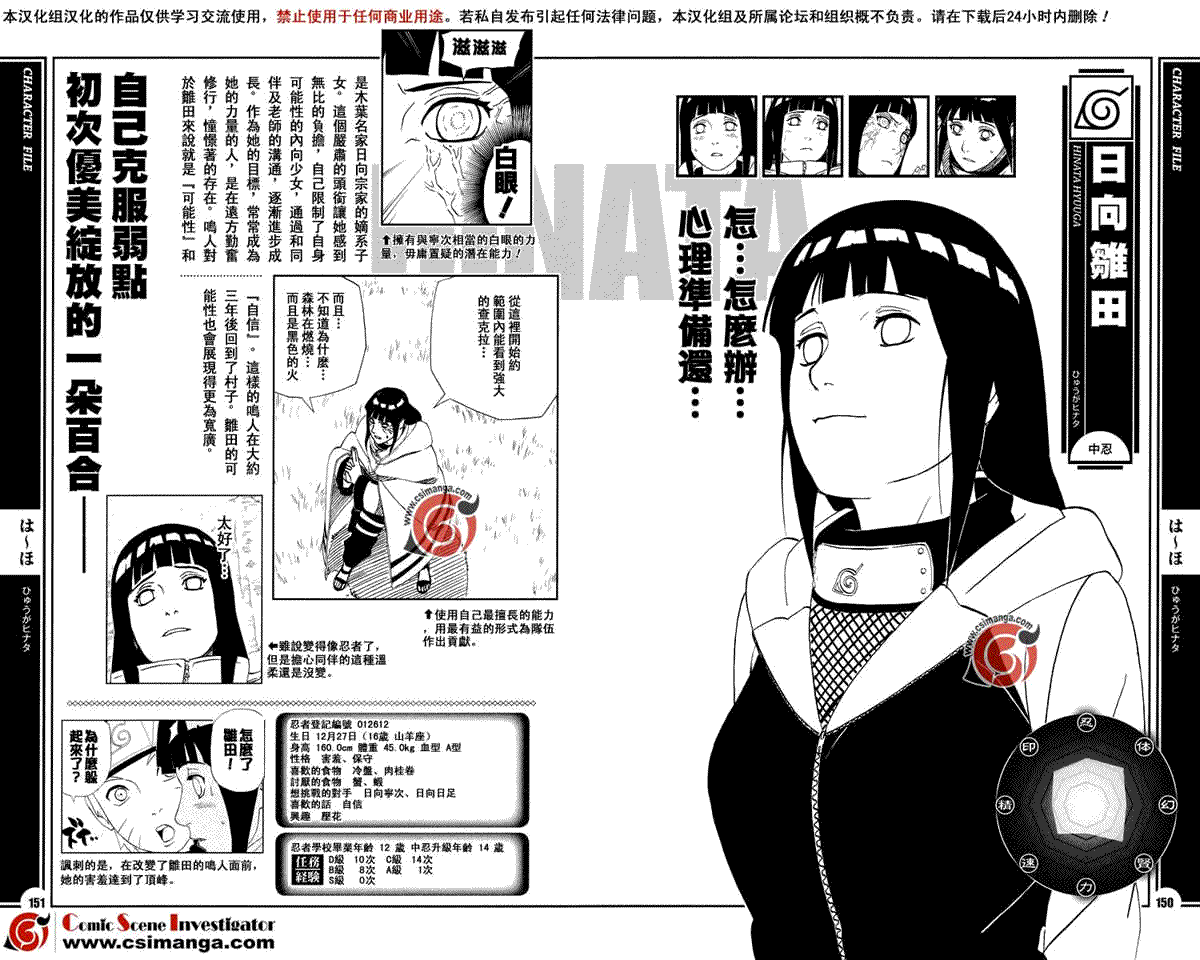 本汉化组汉化的作品仅供学习交流使用，禁止使用于任何商业用途。若私自发布引起任何法律问题，本汉化组及所属论坛和组织概不负责。请在下载后24小时内删除！
CHARACTER FILE
は～ほ
ひゅうがヒナタ
150
日向雛田
HINATA HYUUGA
ひゅうがヒナタ
中忍
HINATA
怎…怎麼辦…
心理準備還…
忍
体
幻
賢
力
速
精
印
www.csimanga.com
滋滋滋
白眼！
⬆擁有與寧次相當的白眼的力
量，毋庸置疑的潛在能力！
是木葉名家日向宗家的嫡系子
女。這個嚴肅的頭銜讓她感到
無比的負擔，自己限制了自身
可能性的內向少女，通過和同
伴及老師的溝通，逐漸進步成
長。作為她的目標，常常成為
她的力量的人，是在遠方勤奮
修行，憧憬著的存在。鳴人對
於雛田來說就是『可能性』和
『自信』。這樣的鳴人在大約
三年後回到了村子。雛田的可
能性也會展現得更為寬廣。
自己克服弱點
初次優美綻放的一朵百合——
從這裡開始約
範圍內能看到強大
的查克拉…
而且…
不知道為什麼…
森林在燃燒…
而且是黑色的火
www.csimanga.com
⬆使用自己最擅長的能力
，用最有益的形式為隊伍
作出貢獻。
太好了…
⬅雖說變得像忍者了，
但是擔心同伴的這種溫
柔還是沒變。
怎麼了
雛田！
為什麼躲
起來了？
ズイ
諷刺的是，在改變了雛田的鳴人面前，
她的害羞達到了頂峰。
忍者登記編號 012612
生日 12月27日（16歲 山羊座）
身高 160.0cm 體重 45.0kg 血型 A型
性格 害羞、保守
喜歡的食物 冷盤、肉桂卷
討厭的食物 蟹、蝦
想挑戰的對手 日向寧次、日向日足
喜歡的話 自信
興趣 壓花
忍者學校畢業年齡 12 歲 中忍升級年齡 14 歲
任務經験
D級 10次 C級 14次
B級 8次 A級 1次
S級 0次
CHARACTER FILE
は～ほ
ひゅうがヒナタ
151
Comic Scene Investigator
www.csimanga.com